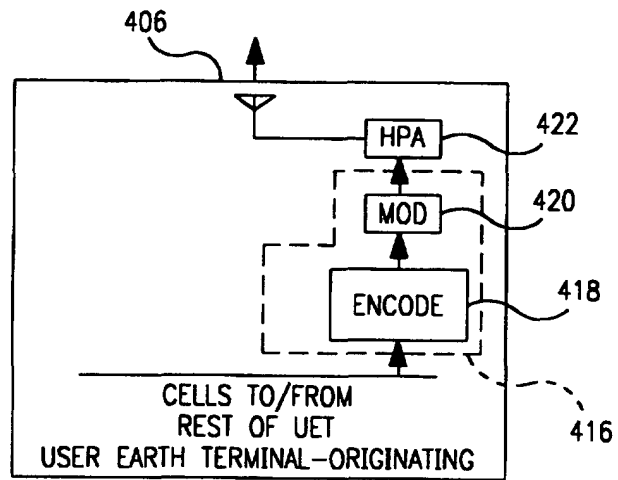 406
HPA
422
MOD
420
ENCODE
418
CELLS TO/FROM
REST OF UET
USER EARTH TERMINAL-ORIGINATING
416